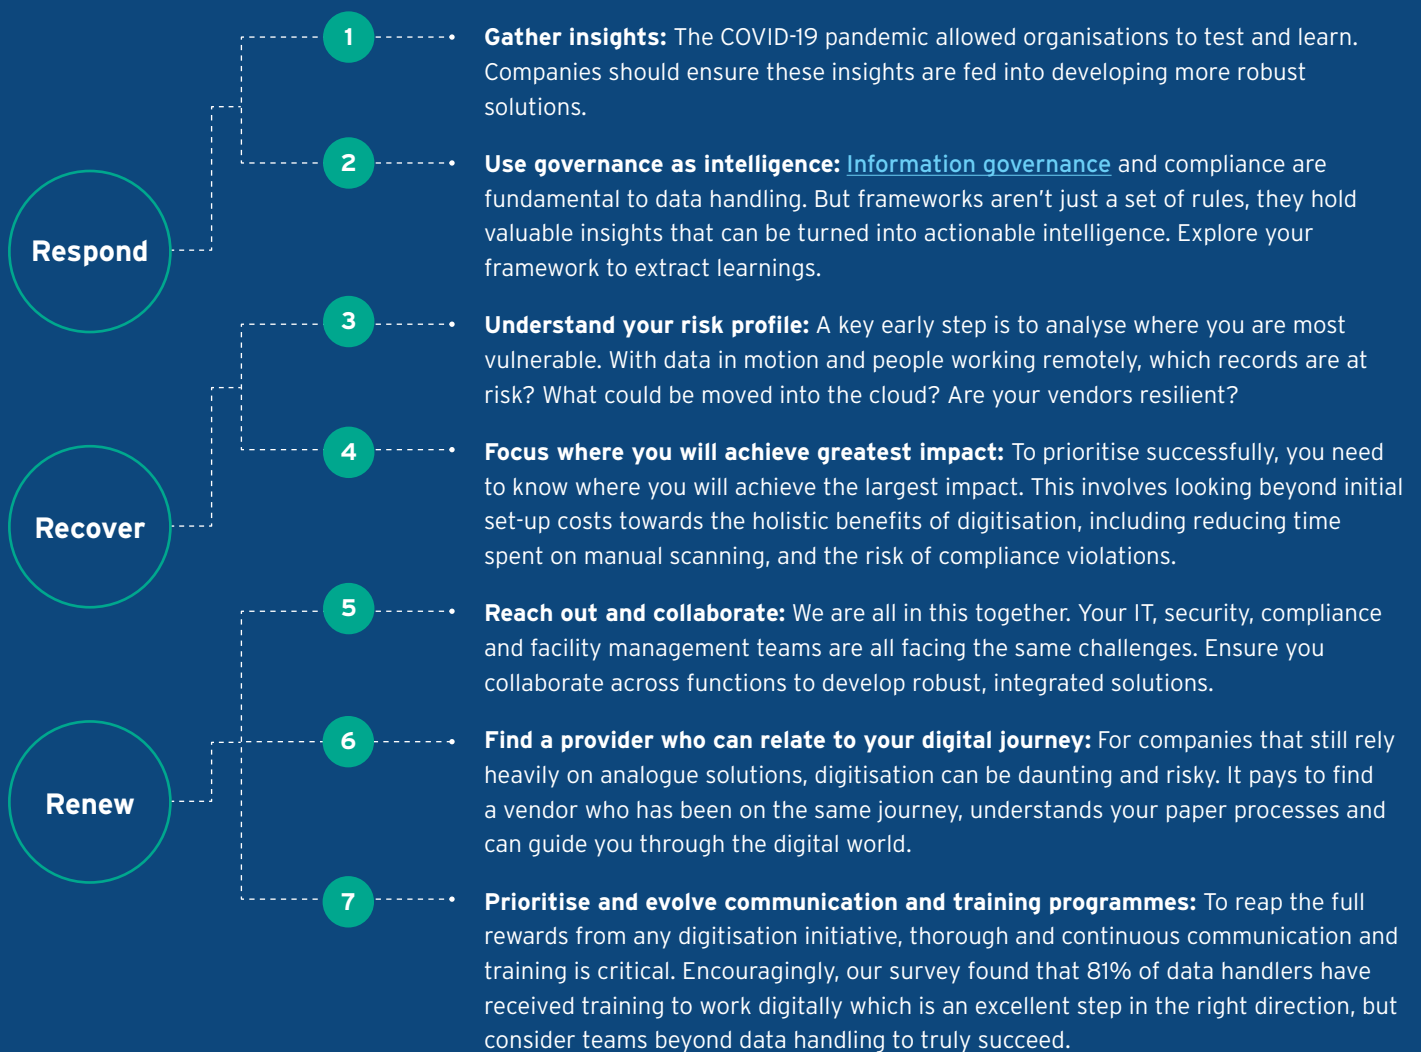 Respond
1
Gather insights: The COVID-19 pandemic allowed organisations to test and learn.
Companies should ensure these insights are fed into developing more robust
solutions.
2
Use governance as intelligence: Information governance and compliance are
fundamental to data handling. But frameworks aren’t just a set of rules, they hold
valuable insights that can be turned into actionable intelligence. Explore your
framework to extract learnings.
Recover
3
Understand your risk profile: A key early step is to analyse where you are most
vulnerable. With data in motion and people working remotely, which records are at
risk? What could be moved into the cloud? Are your vendors resilient?
4
Focus where you will achieve greatest impact: To prioritise successfully, you need
to know where you will achieve the largest impact. This involves looking beyond initial
set-up costs towards the holistic benefits of digitisation, including reducing time
spent on manual scanning, and the risk of compliance violations.
Renew
5
Reach out and collaborate: We are all in this together. Your IT, security, compliance
and facility management teams are all facing the same challenges. Ensure you
collaborate across functions to develop robust, integrated solutions.
6
Find a provider who can relate to your digital journey: For companies that still rely
heavily on analogue solutions, digitisation can be daunting and risky. It pays to find
a vendor who has been on the same journey, understands your paper processes and
can guide you through the digital world.
7
Prioritise and evolve communication and training programmes: To reap the full
rewards from any digitisation initiative, thorough and continuous communication and
training is critical. Encouragingly, our survey found that 81% of data handlers have
received training to work digitally which is an excellent step in the right direction, but
consider teams beyond data handling to truly succeed.